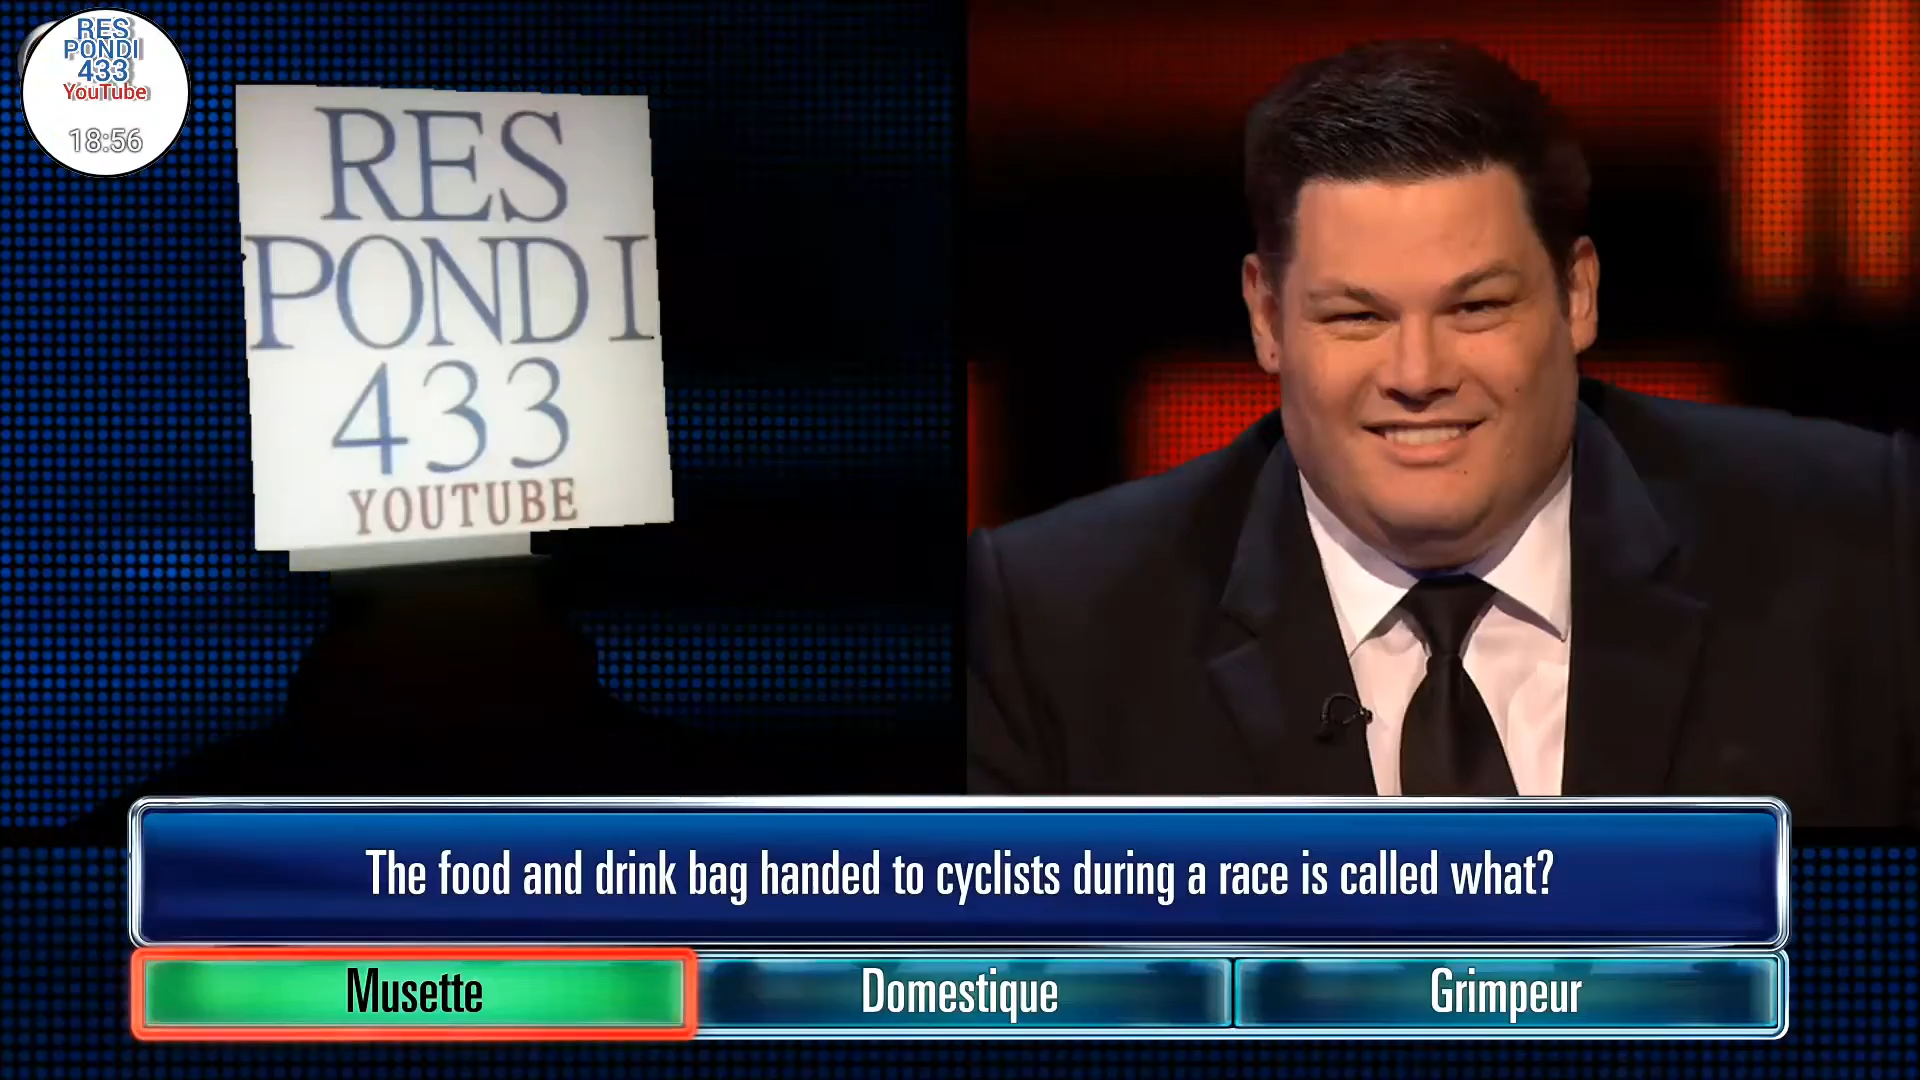 RES
PONDI
433
YouTube
18:56
RES
PONDI
433
YOUTUBE
The food and drink bag handed to cyclists during a race is called what?
Musette
Domestique
Grimpeur